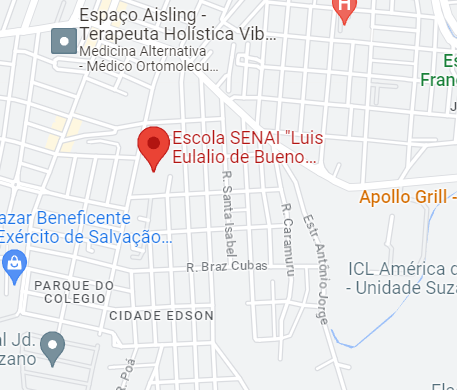 Espaço Aisling -
Terapeuta Holística Vib...
Medicina Alternativa
- Médico Ortomolecu...
H
Es
Fran
J
Escola SENAI "Luis
Eulalio de Bueno...
Apollo Grill -
R. Santa Isabel
R. Caramuru
Estr. Antônio Jorge
azar Beneficente
Exército de Salvação...
R. Braz Cubas
ICL América d
- Unidade Suza
PARQUE DO
COLEGIO
CIDADE EDSON
al Jd.
zano
R. Poá
Ele